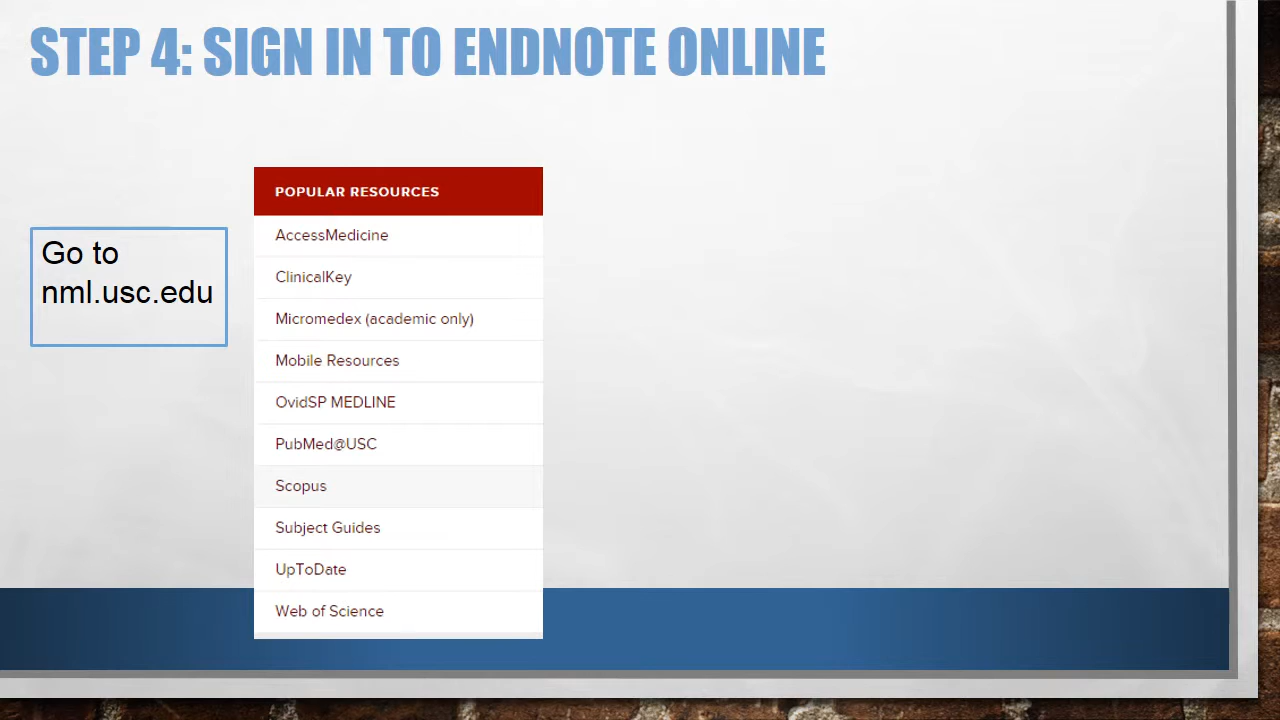 STEP 4: SIGN IN TO ENDNOTE ONLINE
Go to
nml.usc.edu
POPULAR RESOURCES
AccessMedicine
ClinicalKey
Micromedex (academic only)
Mobile Resources
OvidSP MEDLINE
PubMed@USC
Scopus
Subject Guides
UpToDate
Web of Science